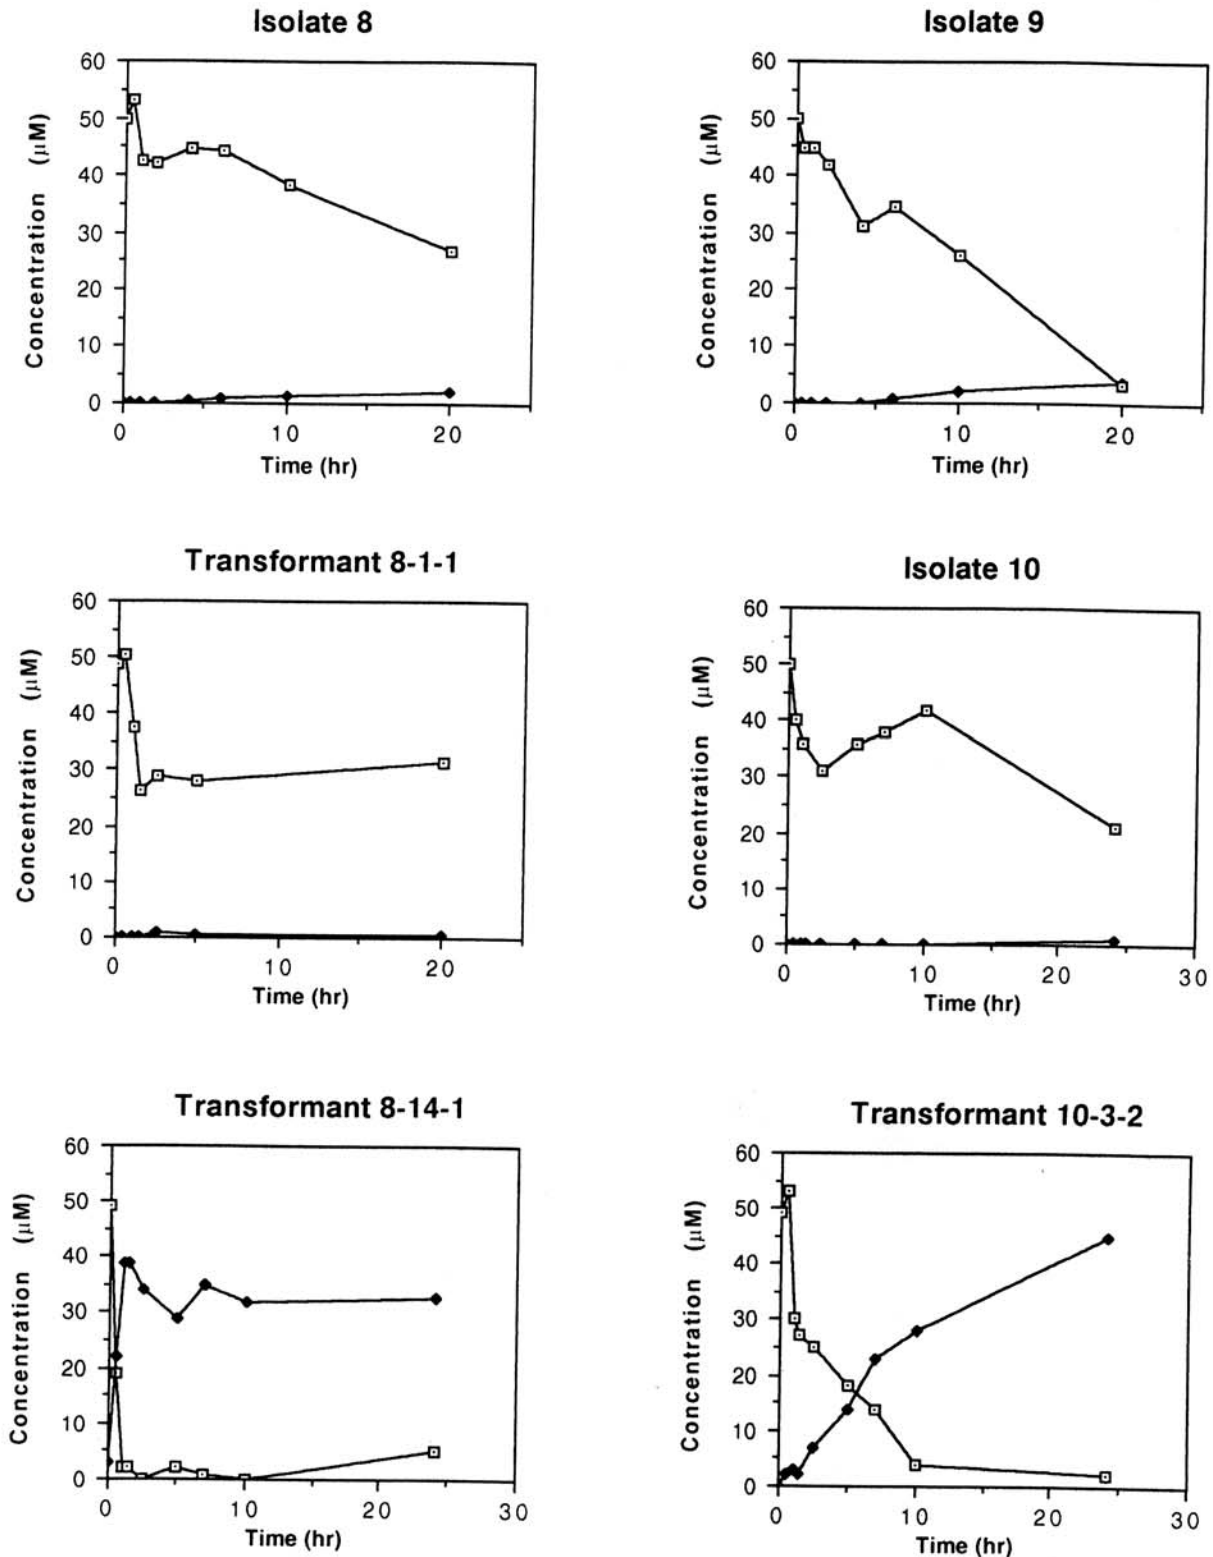 Isolate 8
60
50
40
30
20
10
0
Concentration (µM)
0 10 20
Time (hr)
Isolate 9
60
50
40
30
20
10
0
Concentration (µM)
0 10 20
Time (hr)
Transformant 8-1-1
60
50
40
30
20
10
0
Concentration (µM)
0 10 20
Time (hr)
Isolate 10
60
50
40
30
20
10
0
Concentration (µM)
0 10 20 30
Time (hr)
Transformant 8-14-1
60
50
40
30
20
10
0
Concentration (µM)
0 10 20 30
Time (hr)
Transformant 10-3-2
60
50
40
30
20
10
0
Concentration (µM)
0 10 20 30
Time (hr)